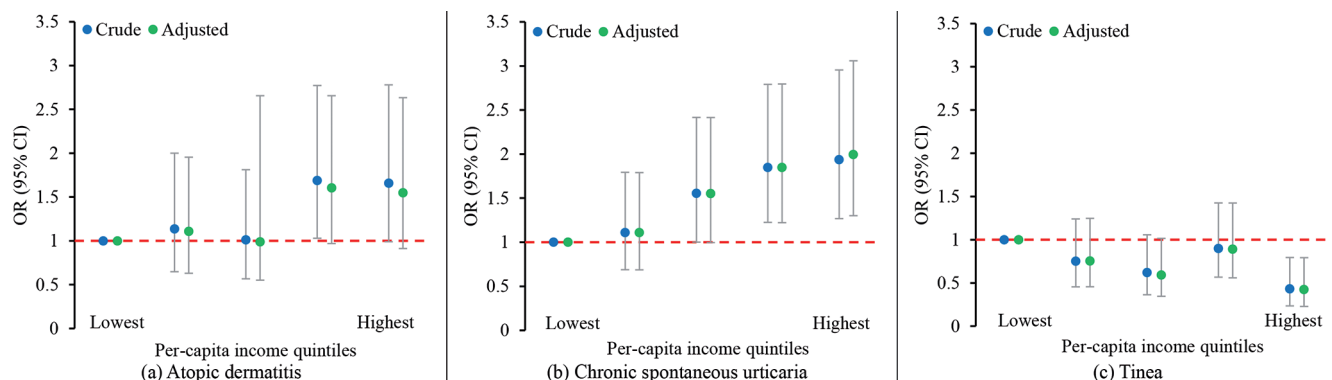 3.5
Crude Adjusted
3
2.5
2
1.5
1
0.5
0
OR (95% CI)
Lowest Highest
Per-capita income quintiles
(a) Atopic dermatitis
3.5
Crude Adjusted
3
2.5
2
1.5
1
0.5
0
OR (95% CI)
Lowest Highest
Per-capita income quintiles
(b) Chronic spontaneous urticaria
3.5
Crude Adjusted
3
2.5
2
1.5
1
0.5
0
OR (95% CI)
Lowest Highest
Per-capita income quintiles
(c) Tinea